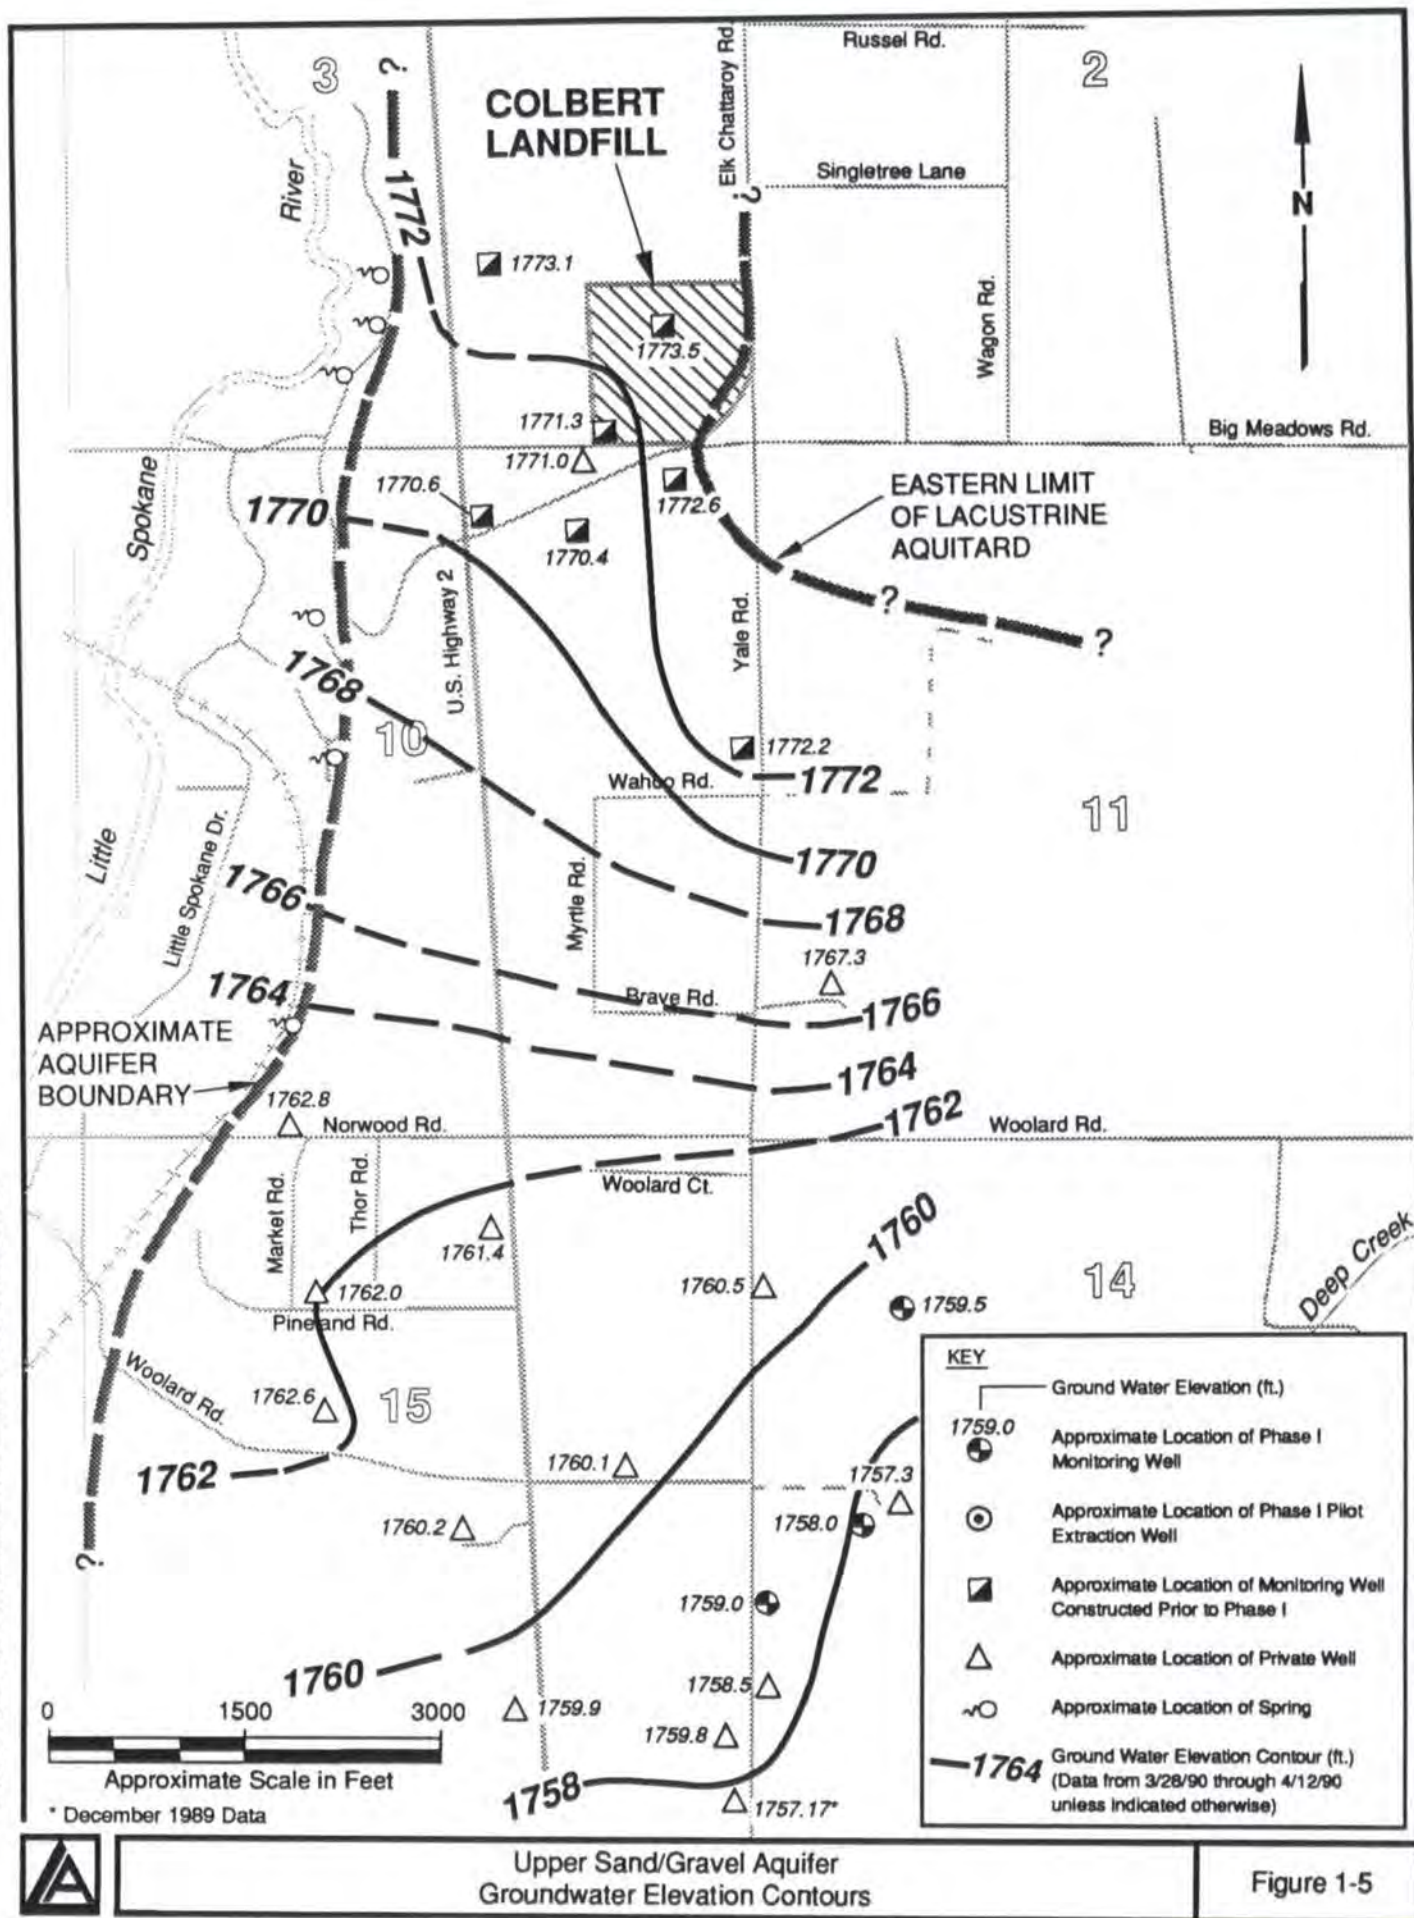 3
?
2
Russel Rd.
COLBERT
LANDFILL
Elk Chattaroy Rd.
Singletree Lane
?
N
River
1772
1773.1
1773.5
Wagon Rd.
1771.3
Big Meadows Rd.
1771.0
1770.6
1772.6
1770
1770.4
EASTERN LIMIT
OF LACUSTRINE
AQUITARD
Spokane
U.S. Highway 2
Yale Rd.
?
?
1768
10
1772.2
Wahoo Rd.
1772
11
Little
Little Spokane Dr.
1770
1766
Myrtle Rd.
1768
1767.3
1764
Brave Rd.
1766
APPROXIMATE
AQUIFER
BOUNDARY
1764
1762.8
1762
Norwood Rd.
Woolard Rd.
Market Rd.
Thor Rd.
Woolard Ct.
1760
1761.4
1762.0
1760.5
14
1759.5
Deep Creek
Pineland Rd.
Woolard Rd.
1762.6
15
1762
1760.1
1757.3
1760.2
1758.0
?
1759.0
1760
1758.5
1759.9
1759.8
1758
1757.17*
KEY
Ground Water Elevation (ft.)
1759.0
Approximate Location of Phase I
Monitoring Well
Approximate Location of Phase I Pilot
Extraction Well
Approximate Location of Monitoring Well
Constructed Prior to Phase I
Approximate Location of Private Well
Approximate Location of Spring
1764
Ground Water Elevation Contour (ft.)
(Data from 3/28/90 through 4/12/90
unless indicated otherwise)
0 1500 3000
Approximate Scale in Feet
* December 1989 Data
Upper Sand/Gravel Aquifer
Groundwater Elevation Contours
Figure 1-5